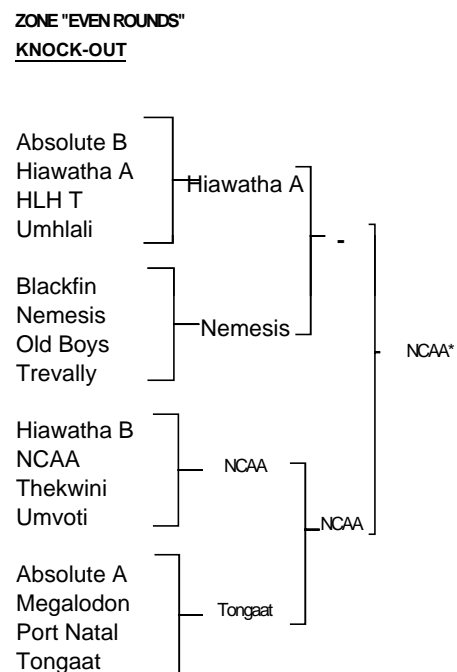 ZONE "EVEN ROUNDS"
KNOCK-OUT
Absolute B
Hiawatha A
HLH T
Umhlali
Hiawatha A
-
Blackfin
Nemesis
Old Boys
Trevally
Nemesis
NCAA*
Hiawatha B
NCAA
Thekwini
Umvoti
NCAA
NCAA
Absolute A
Megalodon
Port Natal
Tongaat
Tongaat